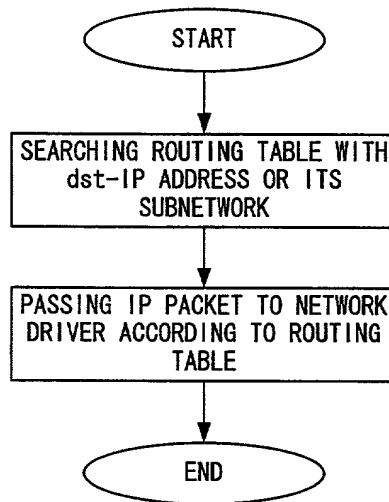 START
SEARCHING ROUTING TABLE WITH
dst-IP ADDRESS OR ITS
SUBNETWORK
PASSING IP PACKET TO NETWORK
DRIVER ACCORDING TO ROUTING
TABLE
END